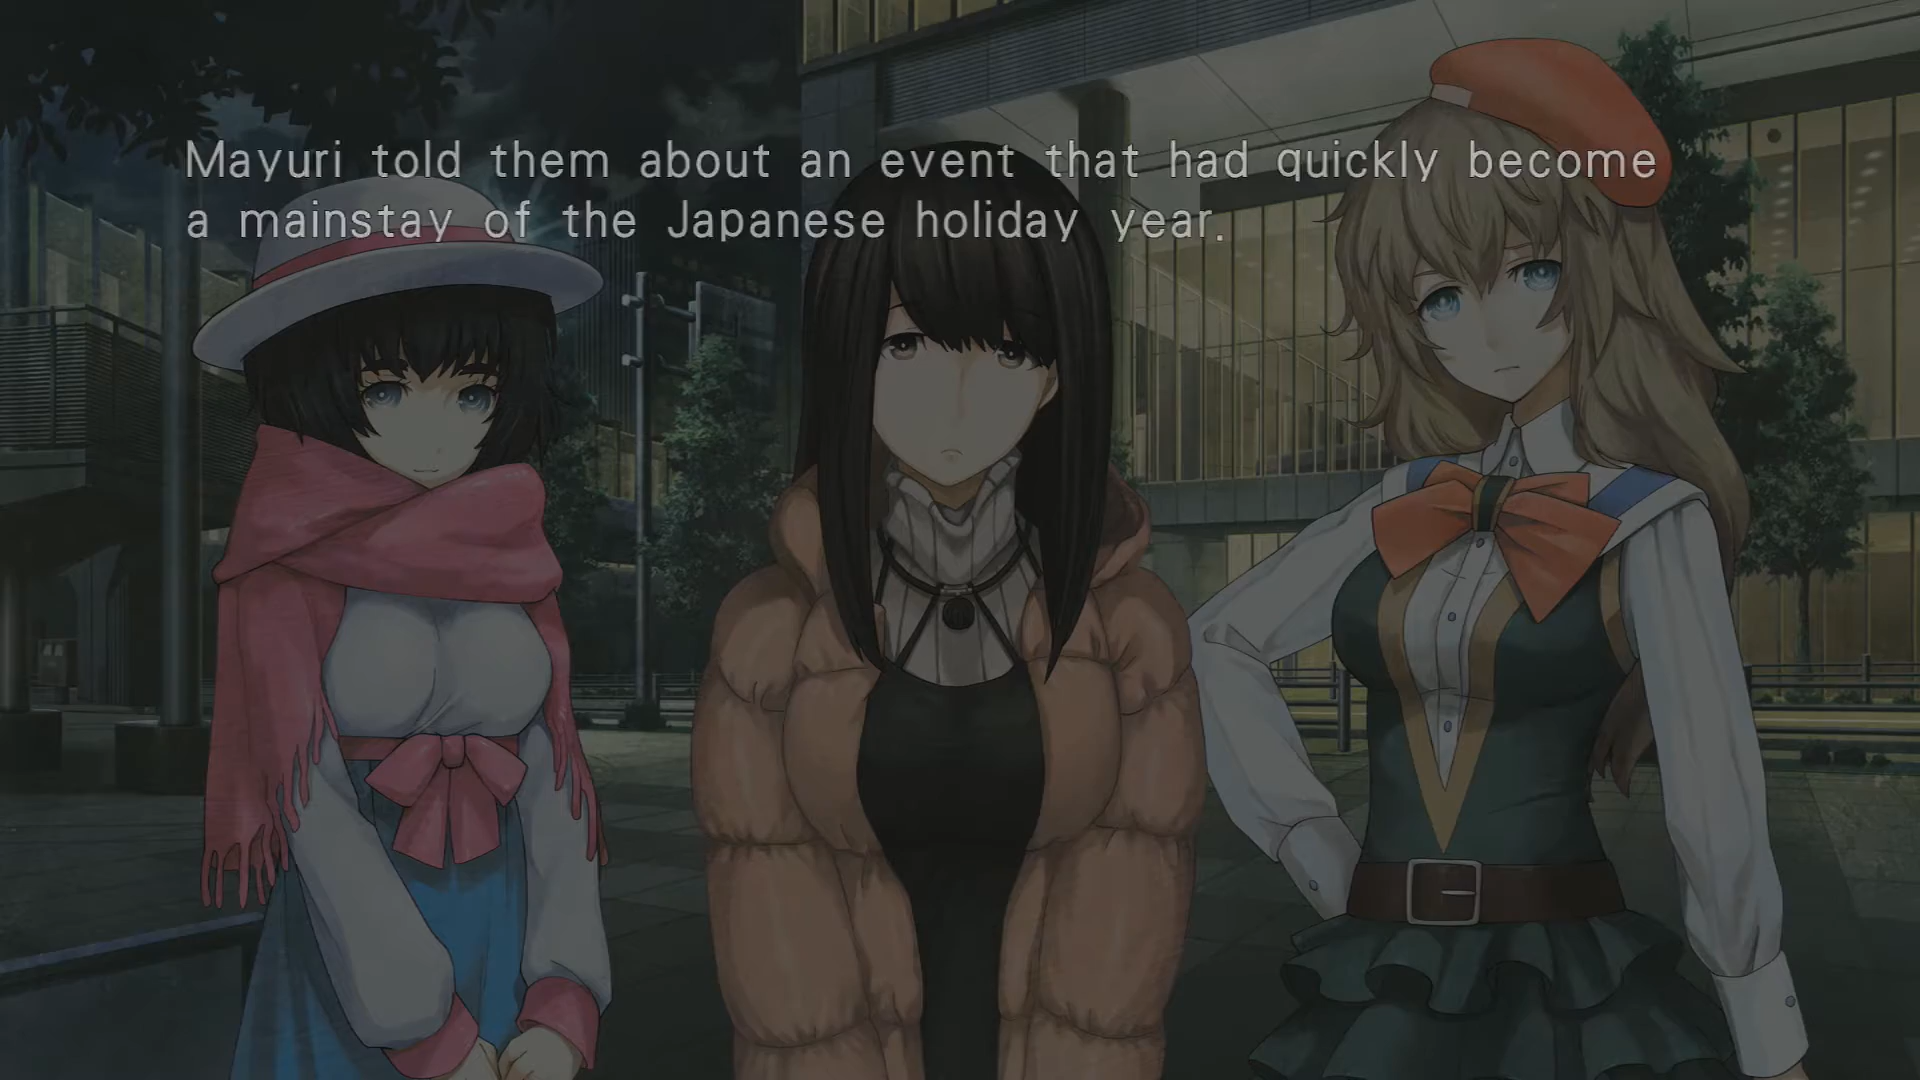 Mayuri told them about an event that had quickly become
a mainstay of the Japanese holiday year.